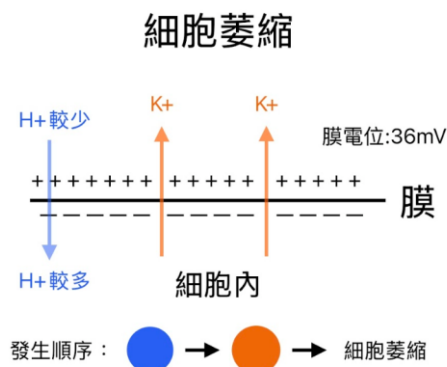 細胞萎縮
K+ K+
H+較少
膜電位:36mV
+ + + + + + + + + + + + + + + + + + +
膜
— — — — — — — — — — — — — — —
H+較多
細胞內
發生順序： → → 細胞萎縮